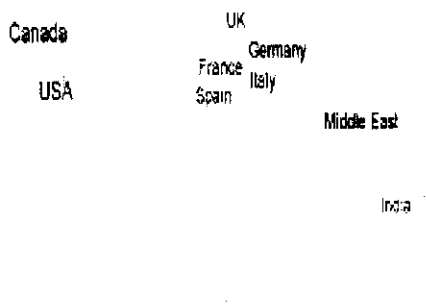 UK
Canada
Germany
France
Italy
USA
Spain
Middle East
India